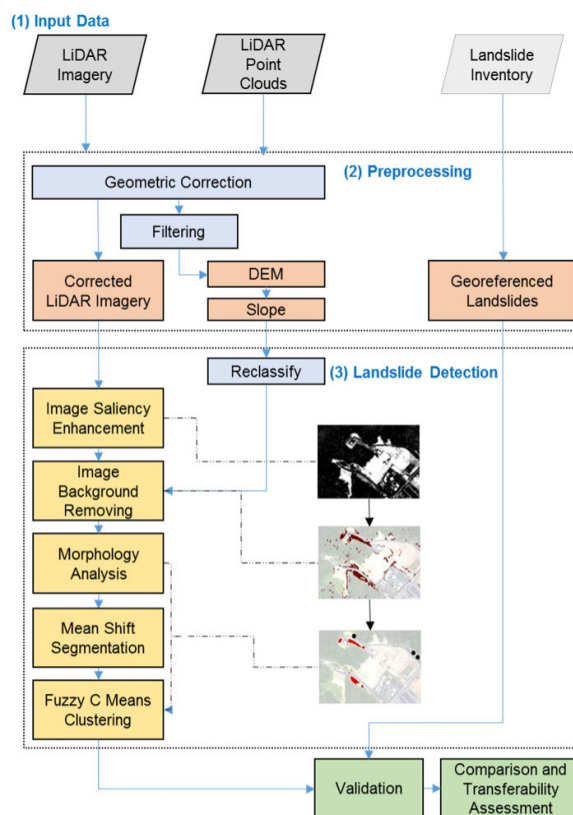 (1) Input Data
LiDAR
Imagery
LiDAR
Point
Clouds
Landslide
Inventory
(2) Preprocessing
Geometric Correction
Filtering
Corrected
LiDAR Imagery
DEM
Slope
Georeferenced
Landslides
Reclassify
(3) Landslide Detection
Image Saliency
Enhancement
Image
Background
Removing
Morphology
Analysis
Mean Shift
Segmentation
Fuzzy C Means
Clustering
Validation
Comparison and
Transferability
Assessment